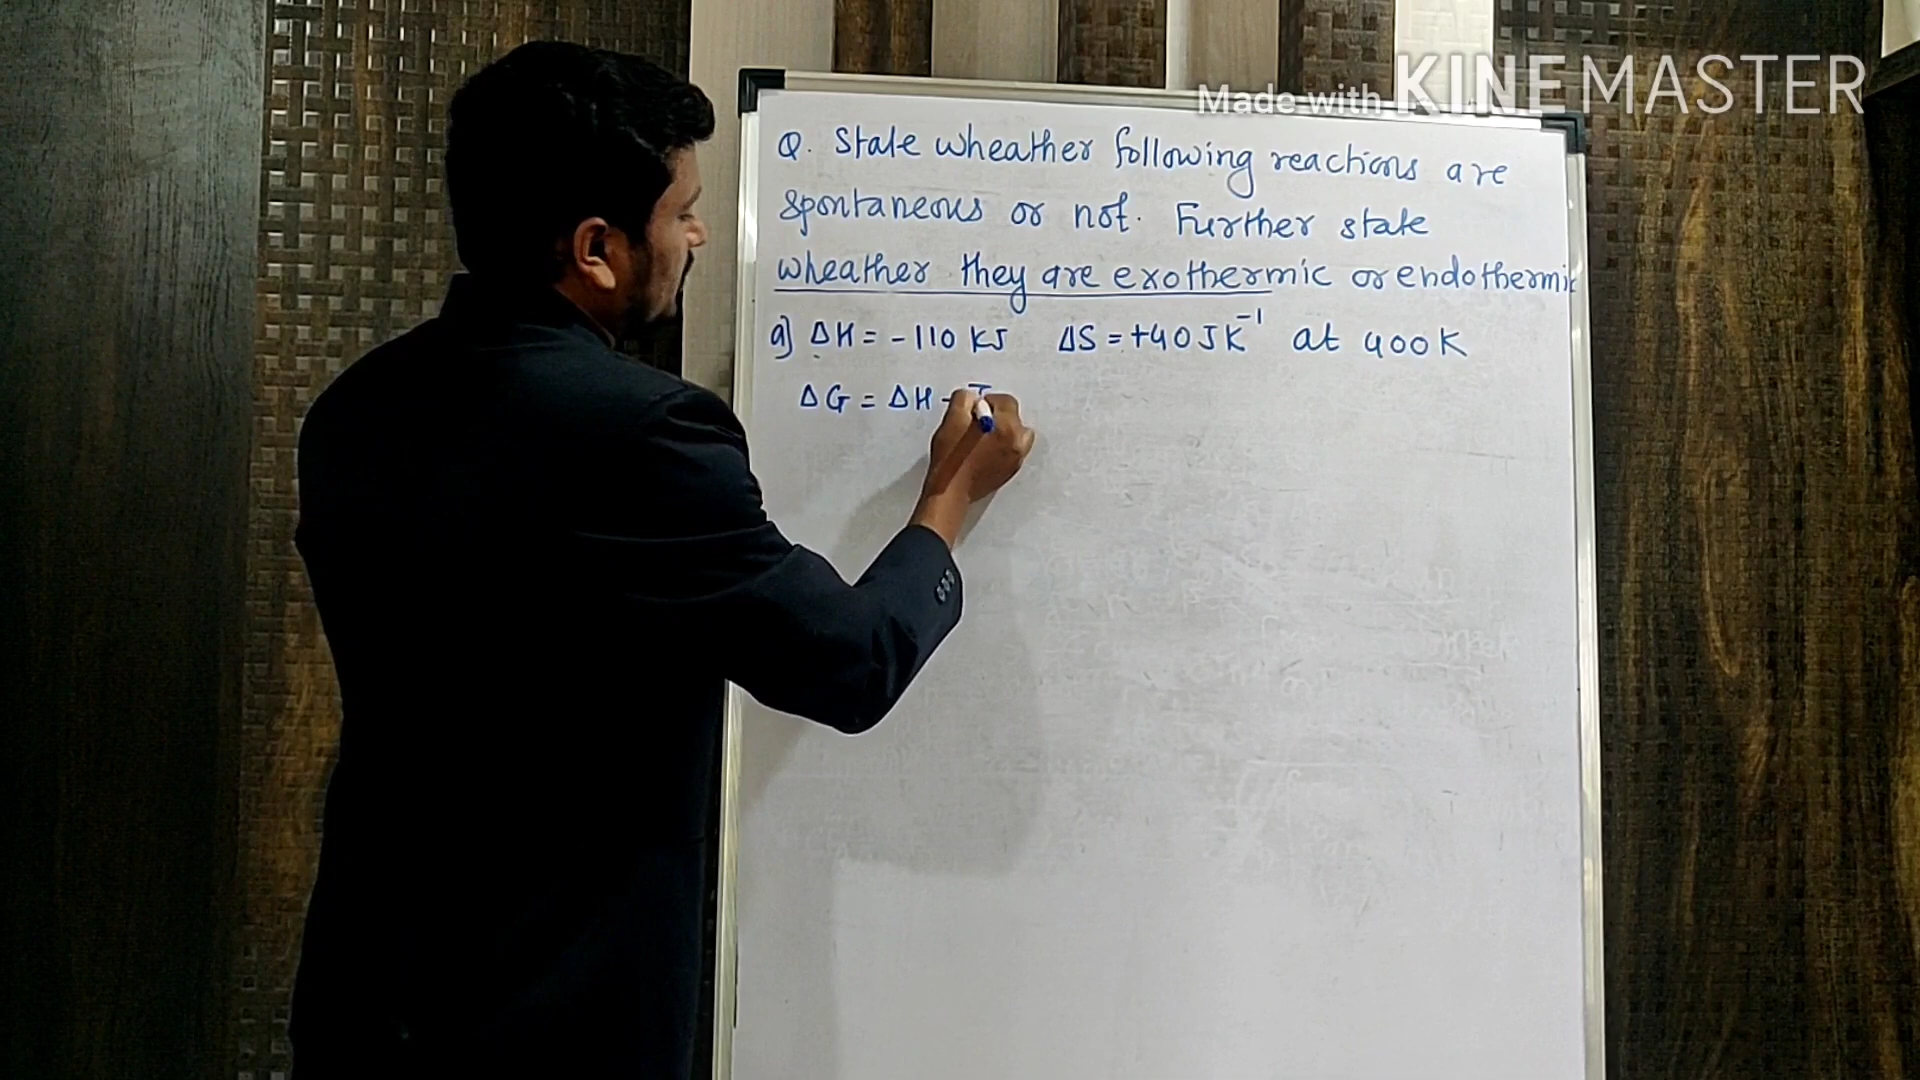 Made with KINEMASTER
Q. State wheather following reactions are
spontaneous or not. Further state
wheather they are exothermic or endothermic
a) ΔH = -110 KJ ΔS = +40 J K⁻¹ at 400K
ΔG = ΔH - T